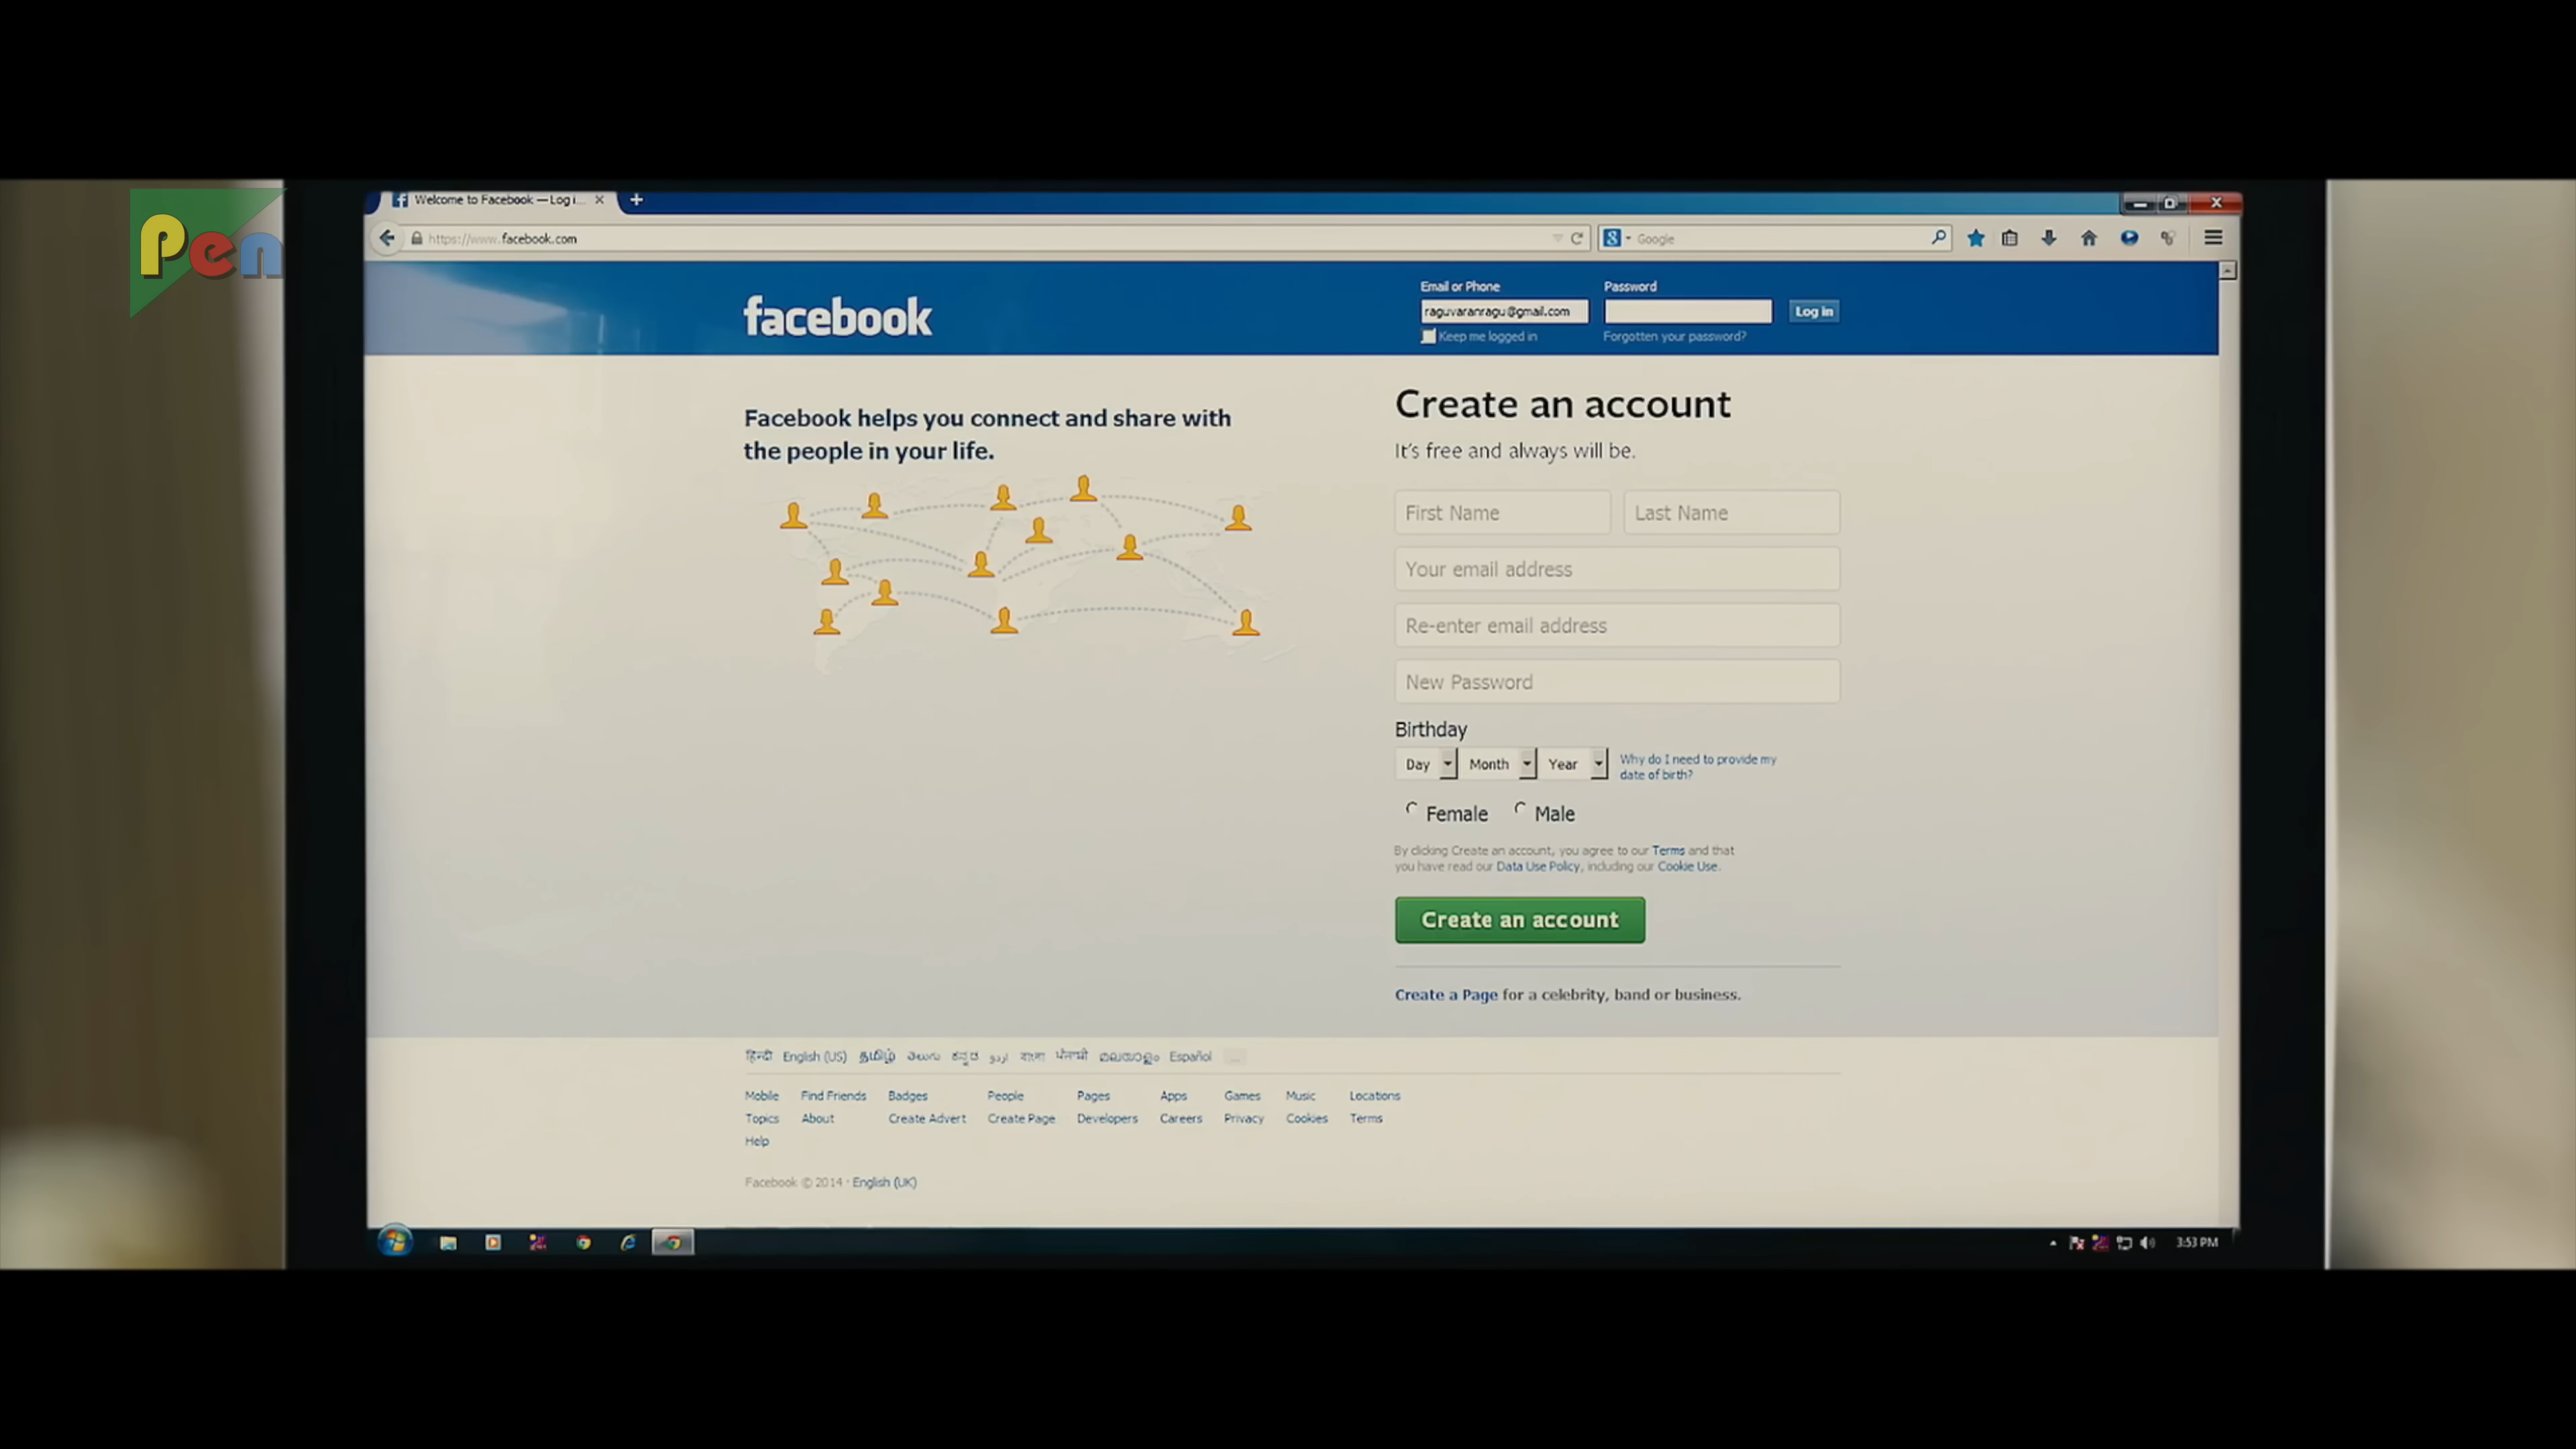 Pen
Welcome to Facebook — Log i...
https://www.facebook.com
Google
facebook
Email or Phone
Password
raguvaranragu@gmail.com
Log in
Keep me logged in
Forgotten your password?
Facebook helps you connect and share with
the people in your life.
Create an account
It's free and always will be.
First Name
Last Name
Your email address
Re-enter email address
New Password
Birthday
Day Month Year
Why do I need to provide my
date of birth?
Female Male
By clicking Create an account, you agree to our Terms and that
you have read our Data Use Policy, including our Cookie Use.
Create an account
Create a Page for a celebrity, band or business.
हिन्दी English (US) தமிழ் తెలుగు ಕನ್ನಡ اردو বাংলা ਪੰਜਾਬੀ മലയാളം Español ...
Mobile Find Friends Badges People Pages Apps Games Music Locations
Topics About Create Advert Create Page Developers Careers Privacy Cookies Terms
Help
Facebook © 2014 · English (UK)
3:53 PM